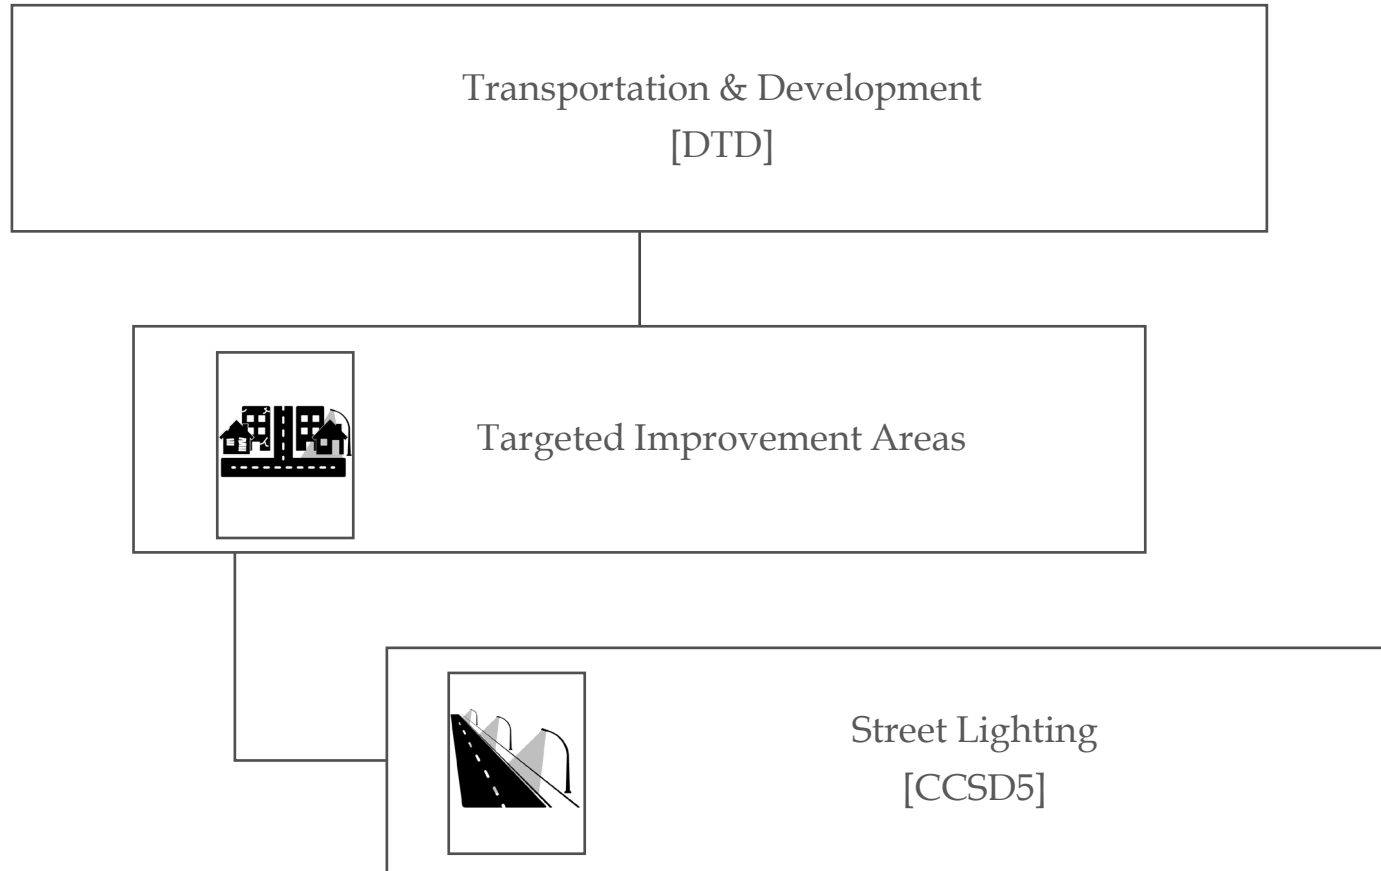 Transportation & Development
[DTD]
Targeted Improvement Areas
Street Lighting
[CCSD5]